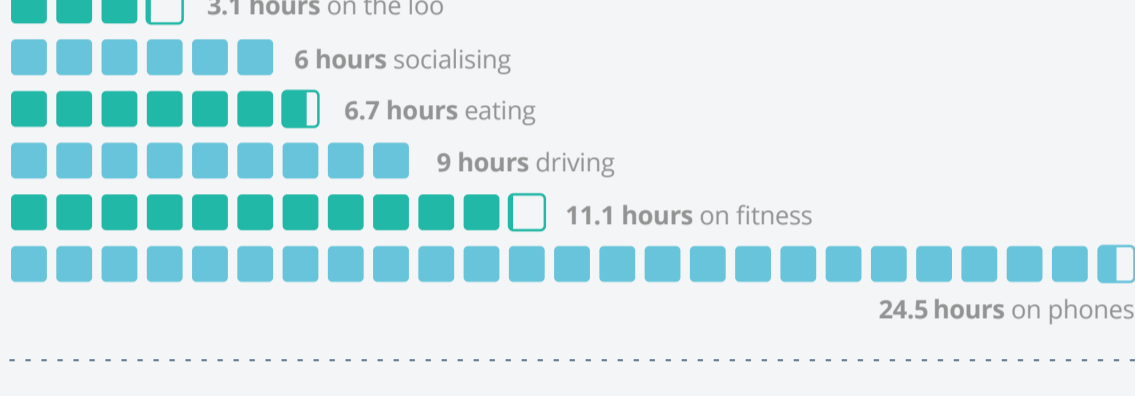 3.1 hours on the loo
6 hours socialising
6.7 hours eating
9 hours driving
11.1 hours on fitness
24.5 hours on phones